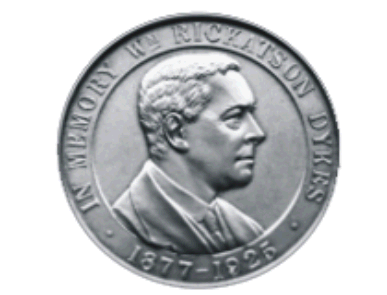 IN MEMORY WM RICKATSON DYKES
· 1877-1925 ·